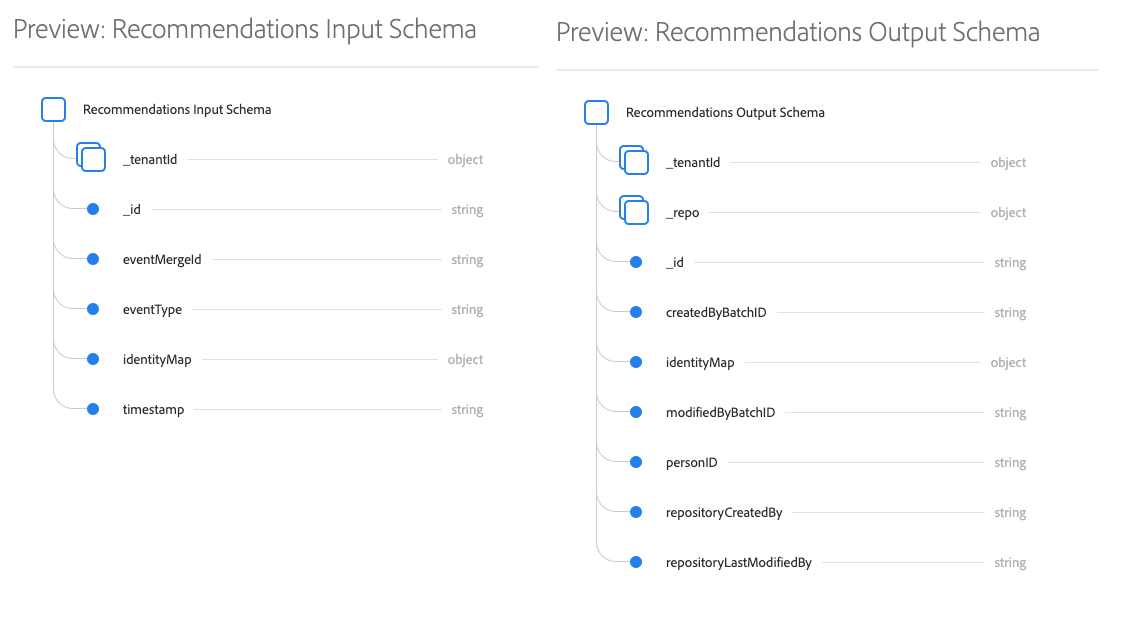 Preview: Recommendations Input Schema
Recommendations Input Schema
_tenantId object
_id string
eventMergeId string
eventType string
identityMap object
timestamp string
Preview: Recommendations Output Schema
Recommendations Output Schema
_tenantId object
_repo object
_id string
createdByBatchID string
identityMap object
modifiedByBatchID string
personID string
repositoryCreatedBy string
repositoryLastModifiedBy string